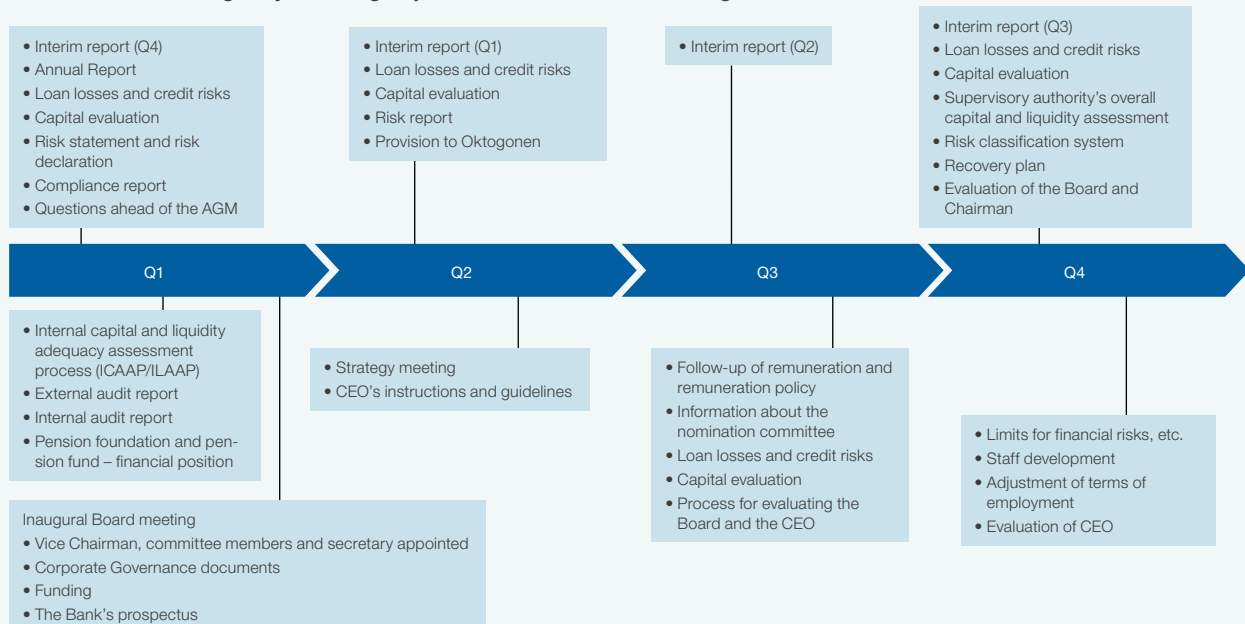 • Interim report (Q4)
• Annual Report
• Loan losses and credit risks
• Capital evaluation
• Risk statement and risk
declaration
• Compliance report
• Questions ahead of the AGM
• Interim report (Q1)
• Loan losses and credit risks
• Capital evaluation
• Risk report
• Provision to Oktogonen
• Interim report (Q2)
• Interim report (Q3)
• Loan losses and credit risks
• Capital evaluation
• Supervisory authority's overall
capital and liquidity assessment
• Risk classification system
• Recovery plan
• Evaluation of the Board and
Chairman
Q1
Q2
Q3
Q4
• Internal capital and liquidity
adequacy assessment
process (ICAAP/ILAAP)
• External audit report
• Internal audit report
• Pension foundation and pen-
sion fund – financial position
Inaugural Board meeting
• Vice Chairman, committee members and secretary appointed
• Corporate Governance documents
• Funding
• The Bank's prospectus
• Strategy meeting
• CEO's instructions and guidelines
• Follow-up of remuneration and
remuneration policy
• Information about the
nomination committee
• Loan losses and credit risks
• Capital evaluation
• Process for evaluating the
Board and the CEO
• Limits for financial risks, etc.
• Staff development
• Adjustment of terms of
employment
• Evaluation of CEO